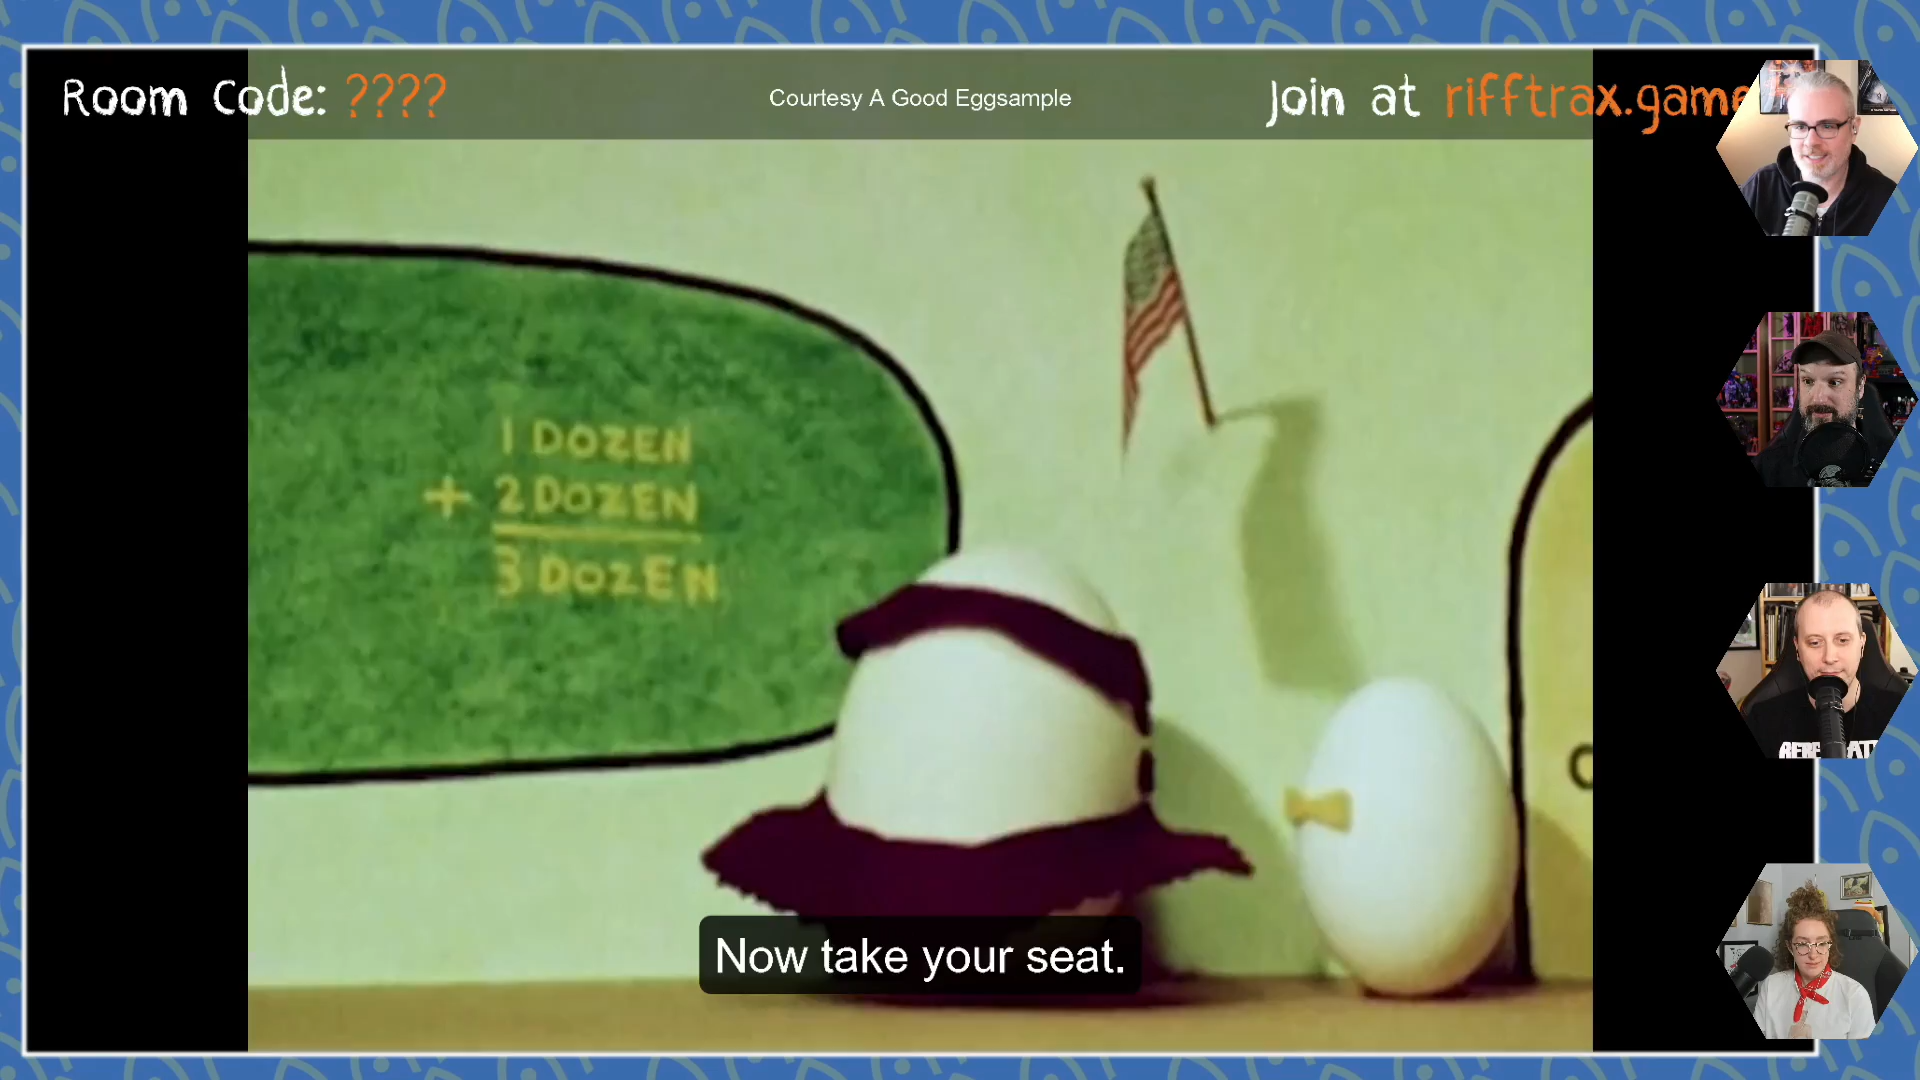 Room Code: ????
Courtesy A Good Eggsample
Join at rifftrax.game
1 DOZEN
+ 2 DOZEN
3 DOZEN
Now take your seat.